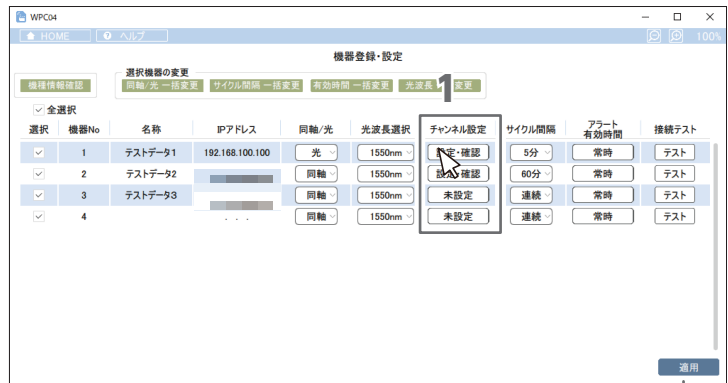 WPC04
HOME ヘルプ 100%
機器登録・設定
選択機器の変更
機種情報確認 同軸/光 一括変更 サイクル間隔 一括変更 有効時間 一括変更 光波長 変更
1
全選択
選択 機器No 名称 IPアドレス 同軸/光 光波長選択 チャンネル設定 サイクル間隔 アラート有効時間 接続テスト
1 テストデータ1 192.168.100.100 光 1550nm 設定・確認 5分 常時 テスト
2 テストデータ2 同軸 1550nm 設定・確認 60分 常時 テスト
3 テストデータ3 同軸 1550nm 未設定 連続 常時 テスト
4 . . . 同軸 1550nm 未設定 連続 常時 テスト
適用